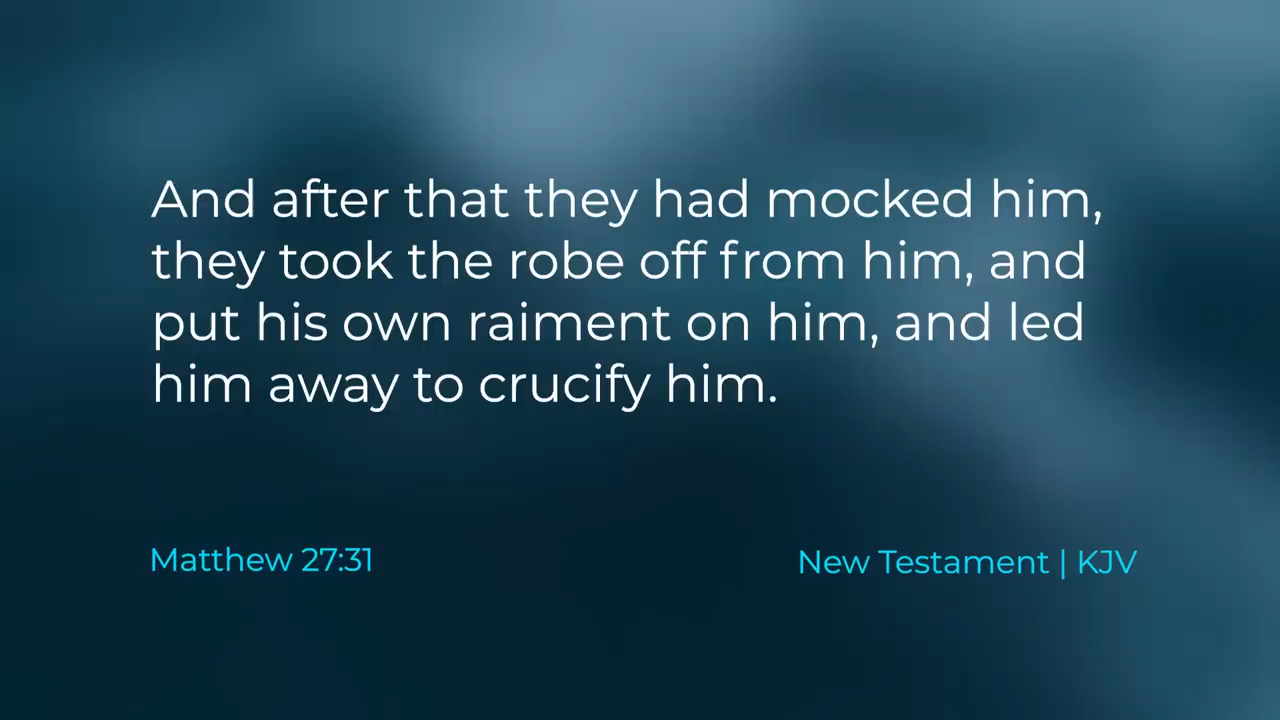 And after that they had mocked him,
they took the robe off from him, and
put his own raiment on him, and led
him away to crucify him.
Matthew 27:31
New Testament | KJV